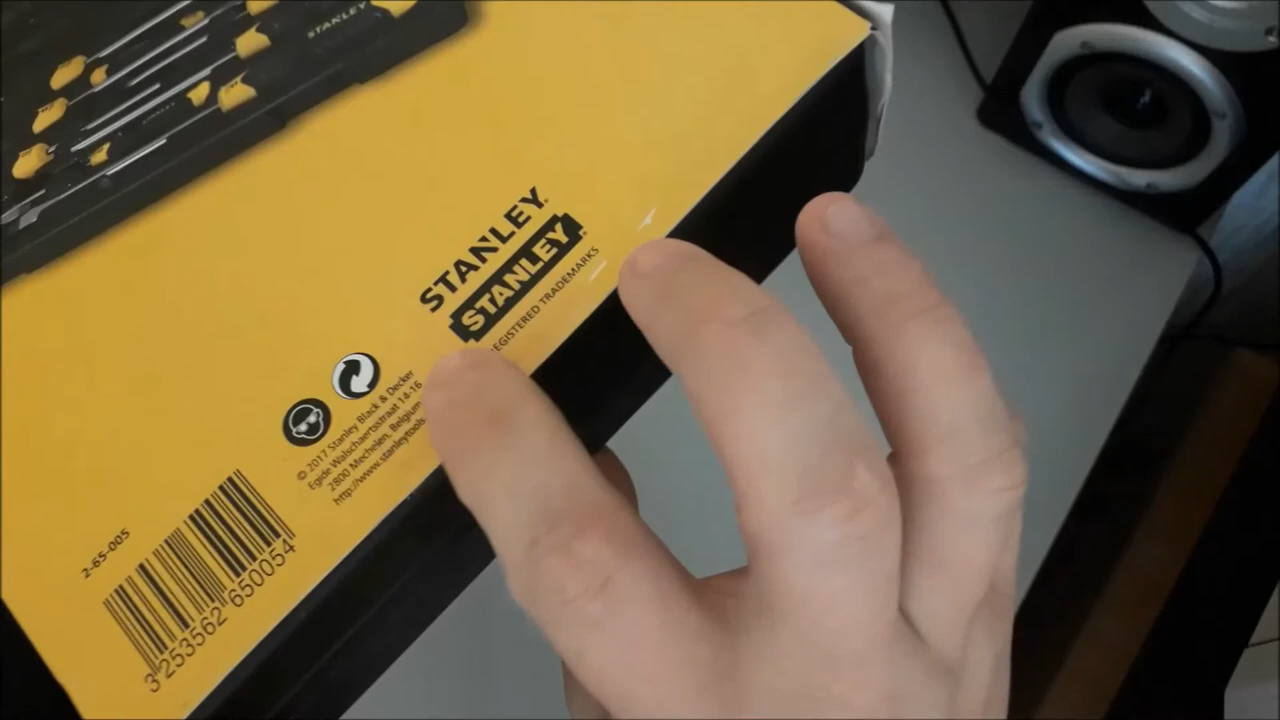 STANLEY
STANLEY
STANLEY
REGISTERED TRADEMARKS
© 2017 Stanley Black & Decker
Egide Walschaertsstraat 14-16
2800 Mechelen, Belgium
http://www.stanleytools
2-65-005
3 253562 650054